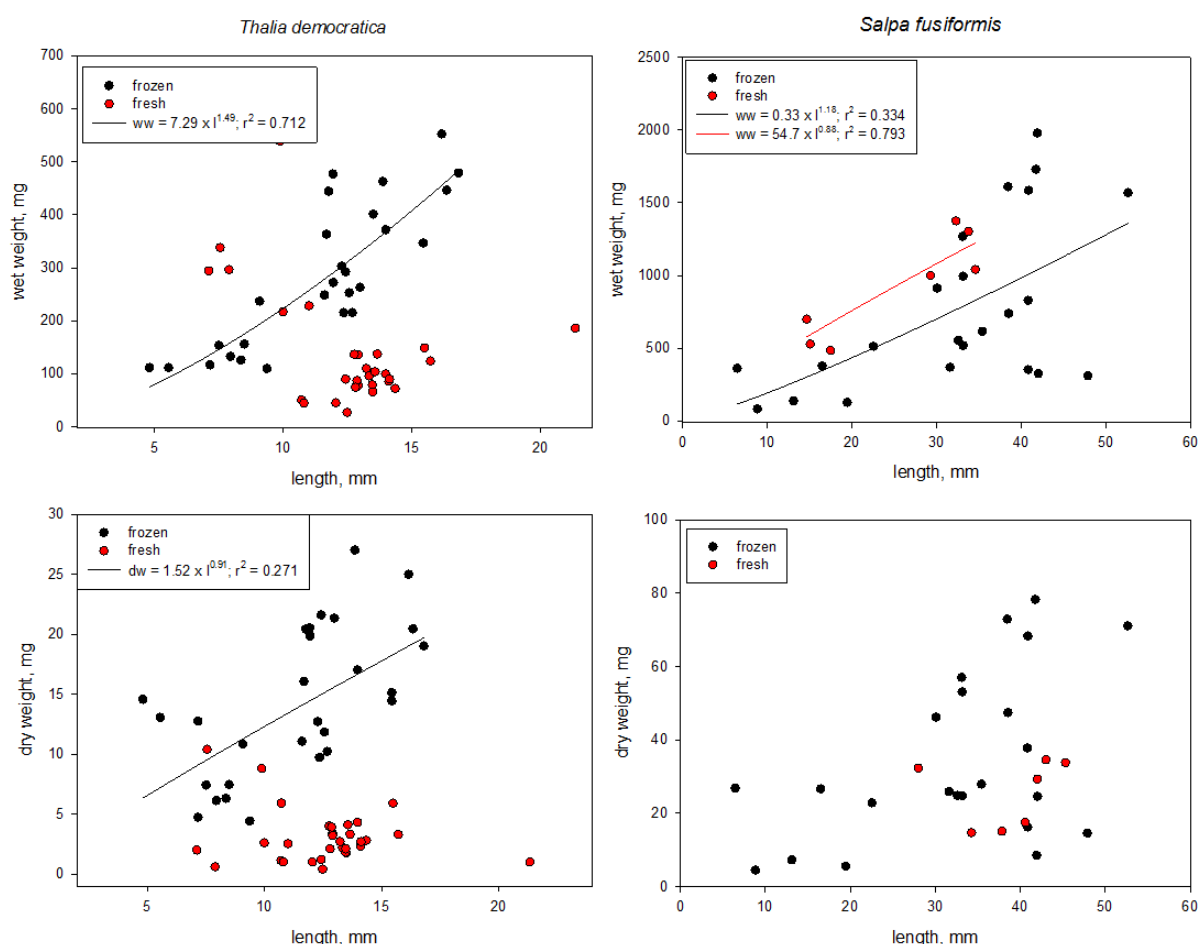 Thalia democratica
700
600
500
400
300
200
100
0
wet weight, mg
frozen
fresh
ww = 7.29 x l^1.49; r² = 0.712
5 10 15 20
length, mm
Salpa fusiformis
2500
2000
1500
1000
500
0
wet weight, mg
frozen
fresh
ww = 0.33 x l^1.18; r² = 0.334
ww = 54.7 x l^0.88; r² = 0.793
0 10 20 30 40 50 60
length, mm
30
25
20
15
10
5
0
dry weight, mg
frozen
fresh
dw = 1.52 x l^0.91; r² = 0.271
5 10 15 20
length, mm
100
80
60
40
20
0
dry weight, mg
frozen
fresh
0 10 20 30 40 50 60
length, mm